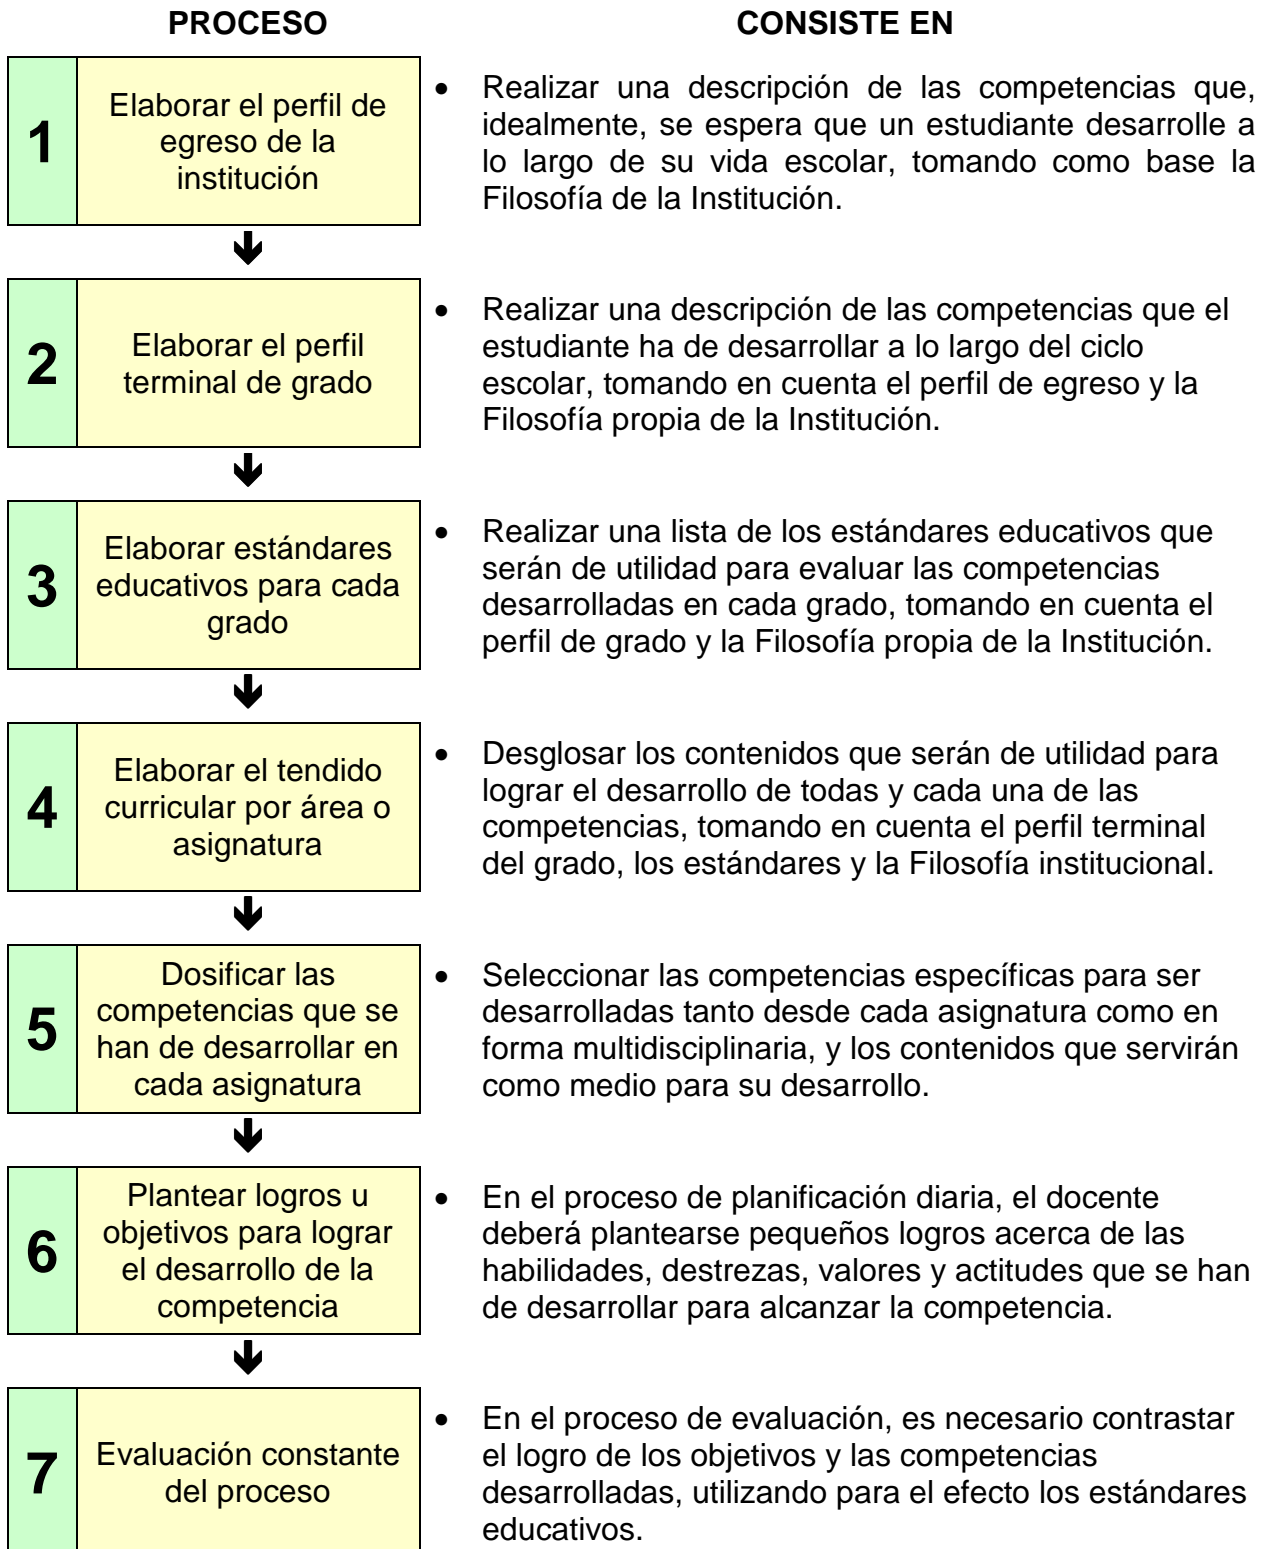 PROCESO
CONSISTE EN
1
Elaborar el perfil de
egreso de la
institución
• Realizar una descripción de las competencias que,
idealmente, se espera que un estudiante desarrolle a
lo largo de su vida escolar, tomando como base la
Filosofía de la Institución.
2
Elaborar el perfil
terminal de grado
• Realizar una descripción de las competencias que el
estudiante ha de desarrollar a lo largo del ciclo
escolar, tomando en cuenta el perfil de egreso y la
Filosofía propia de la Institución.
3
Elaborar estándares
educativos para cada
grado
• Realizar una lista de los estándares educativos que
serán de utilidad para evaluar las competencias
desarrolladas en cada grado, tomando en cuenta el
perfil de grado y la Filosofía propia de la Institución.
4
Elaborar el tendido
curricular por área o
asignatura
• Desglosar los contenidos que serán de utilidad para
lograr el desarrollo de todas y cada una de las
competencias, tomando en cuenta el perfil terminal
del grado, los estándares y la Filosofía institucional.
5
Dosificar las
competencias que se
han de desarrollar en
cada asignatura
• Seleccionar las competencias específicas para ser
desarrolladas tanto desde cada asignatura como en
forma multidisciplinaria, y los contenidos que servirán
como medio para su desarrollo.
6
Plantear logros u
objetivos para lograr
el desarrollo de la
competencia
• En el proceso de planificación diaria, el docente
deberá plantearse pequeños logros acerca de las
habilidades, destrezas, valores y actitudes que se han
de desarrollar para alcanzar la competencia.
7
Evaluación constante
del proceso
• En el proceso de evaluación, es necesario contrastar
el logro de los objetivos y las competencias
desarrolladas, utilizando para el efecto los estándares
educativos.